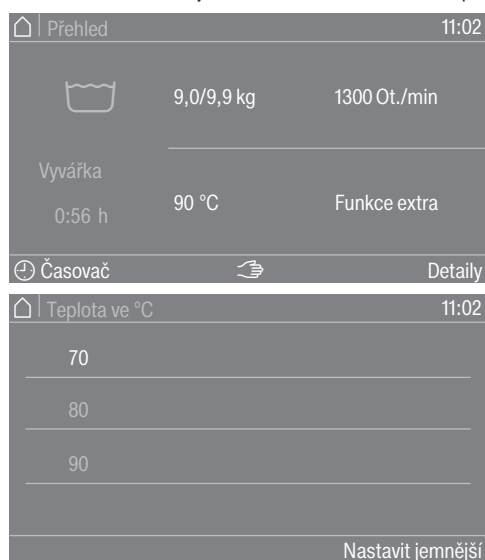 Přehled 11:02
9,0/9,9 kg 1300 Ot./min
Vyvářka
0:56 h
90 °C Funkce extra
Časovač Detaily
Teplota ve °C 11:02
70
80
90
Nastavit jemnější